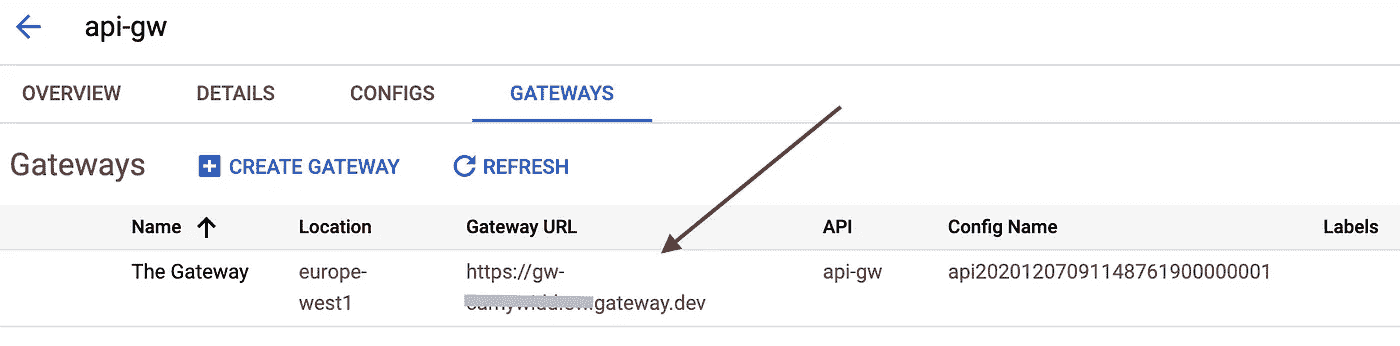 api-gw
OVERVIEW DETAILS CONFIGS GATEWAYS
Gateways CREATE GATEWAY REFRESH
Name Location Gateway URL API Config Name Labels
The Gateway europe- https://gw- api-gw api20201207091148761900000001
west1 .gateway.dev